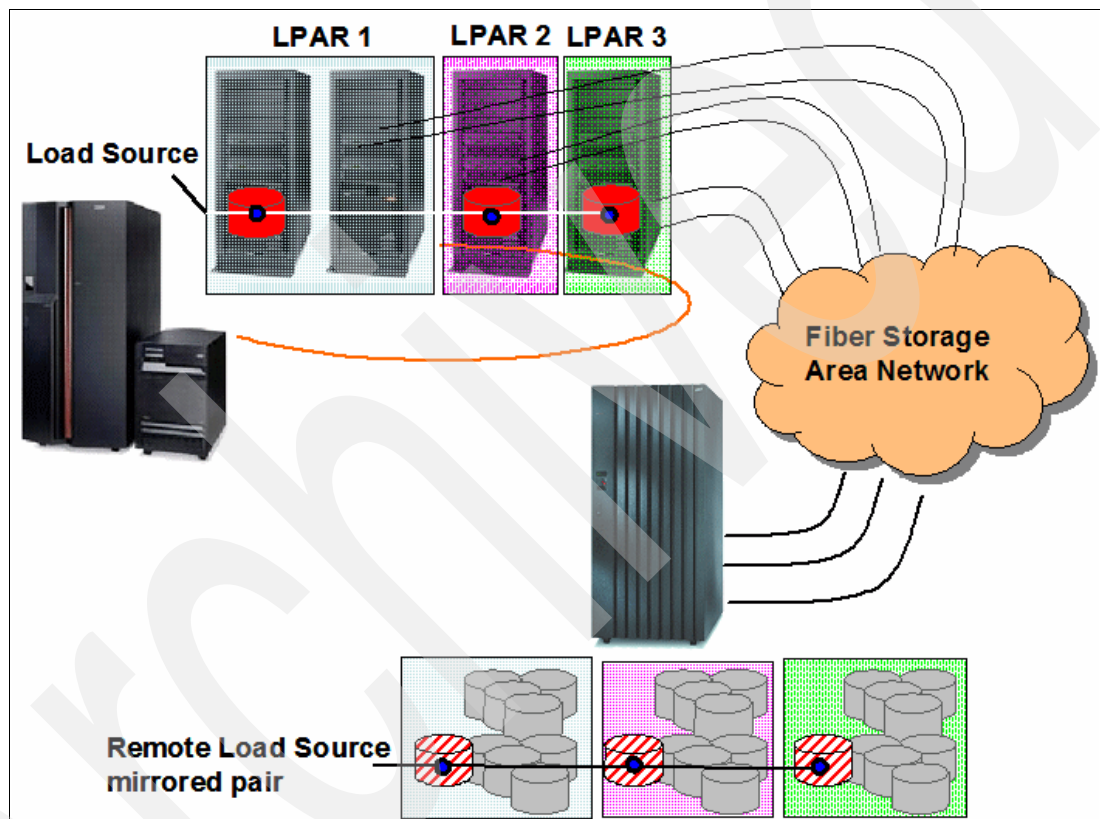 LPAR 1
LPAR 2
LPAR 3
Load Source
Fiber Storage
Area Network
Remote Load Source
mirrored pair